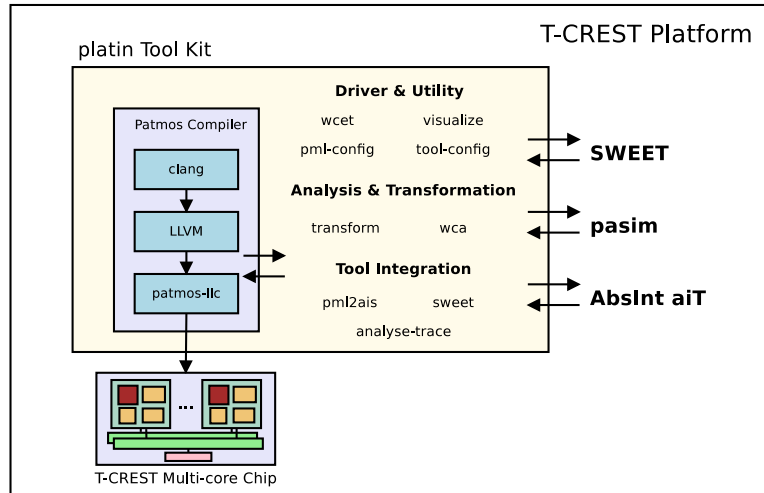 T-CREST Platform
platin Tool Kit
Driver & Utility
Patmos Compiler
wcet visualize
pml-config tool-config
SWEET
clang
Analysis & Transformation
LLVM
transform wca
pasim
Tool Integration
patmos-llc
pml2ais sweet
AbsInt aiT
analyse-trace
...
T-CREST Multi-core Chip